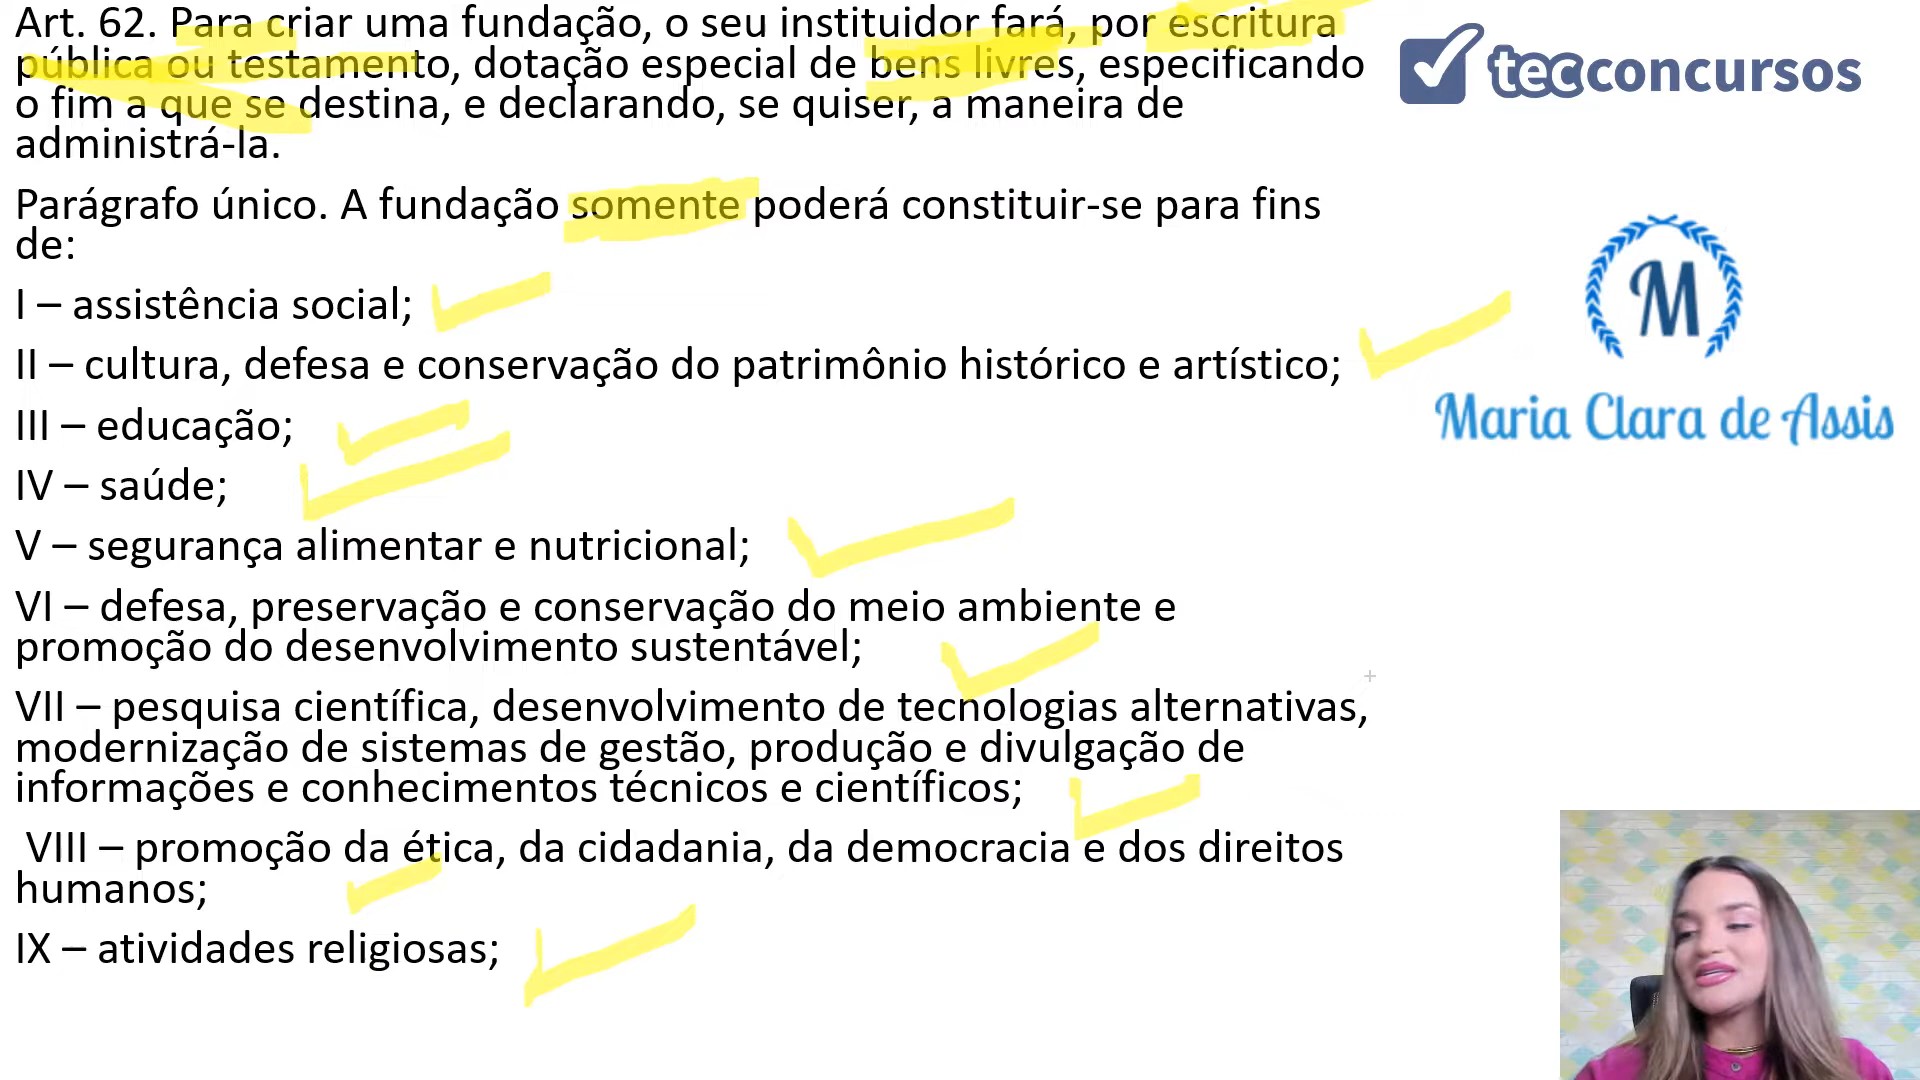 Art. 62. Para criar uma fundação, o seu instituidor fará, por escritura
pública ou testamento, dotação especial de bens livres, especificando
o fim a que se destina, e declarando, se quiser, a maneira de
administrá-la.
Parágrafo único. A fundação somente poderá constituir-se para fins
de:
I – assistência social;
II – cultura, defesa e conservação do patrimônio histórico e artístico;
III – educação;
IV – saúde;
V – segurança alimentar e nutricional;
VI – defesa, preservação e conservação do meio ambiente e
promoção do desenvolvimento sustentável;
VII – pesquisa científica, desenvolvimento de tecnologias alternativas,
modernização de sistemas de gestão, produção e divulgação de
informações e conhecimentos técnicos e científicos;
VIII – promoção da ética, da cidadania, da democracia e dos direitos
humanos;
IX – atividades religiosas;
tecconcursos
M
Maria Clara de Assis